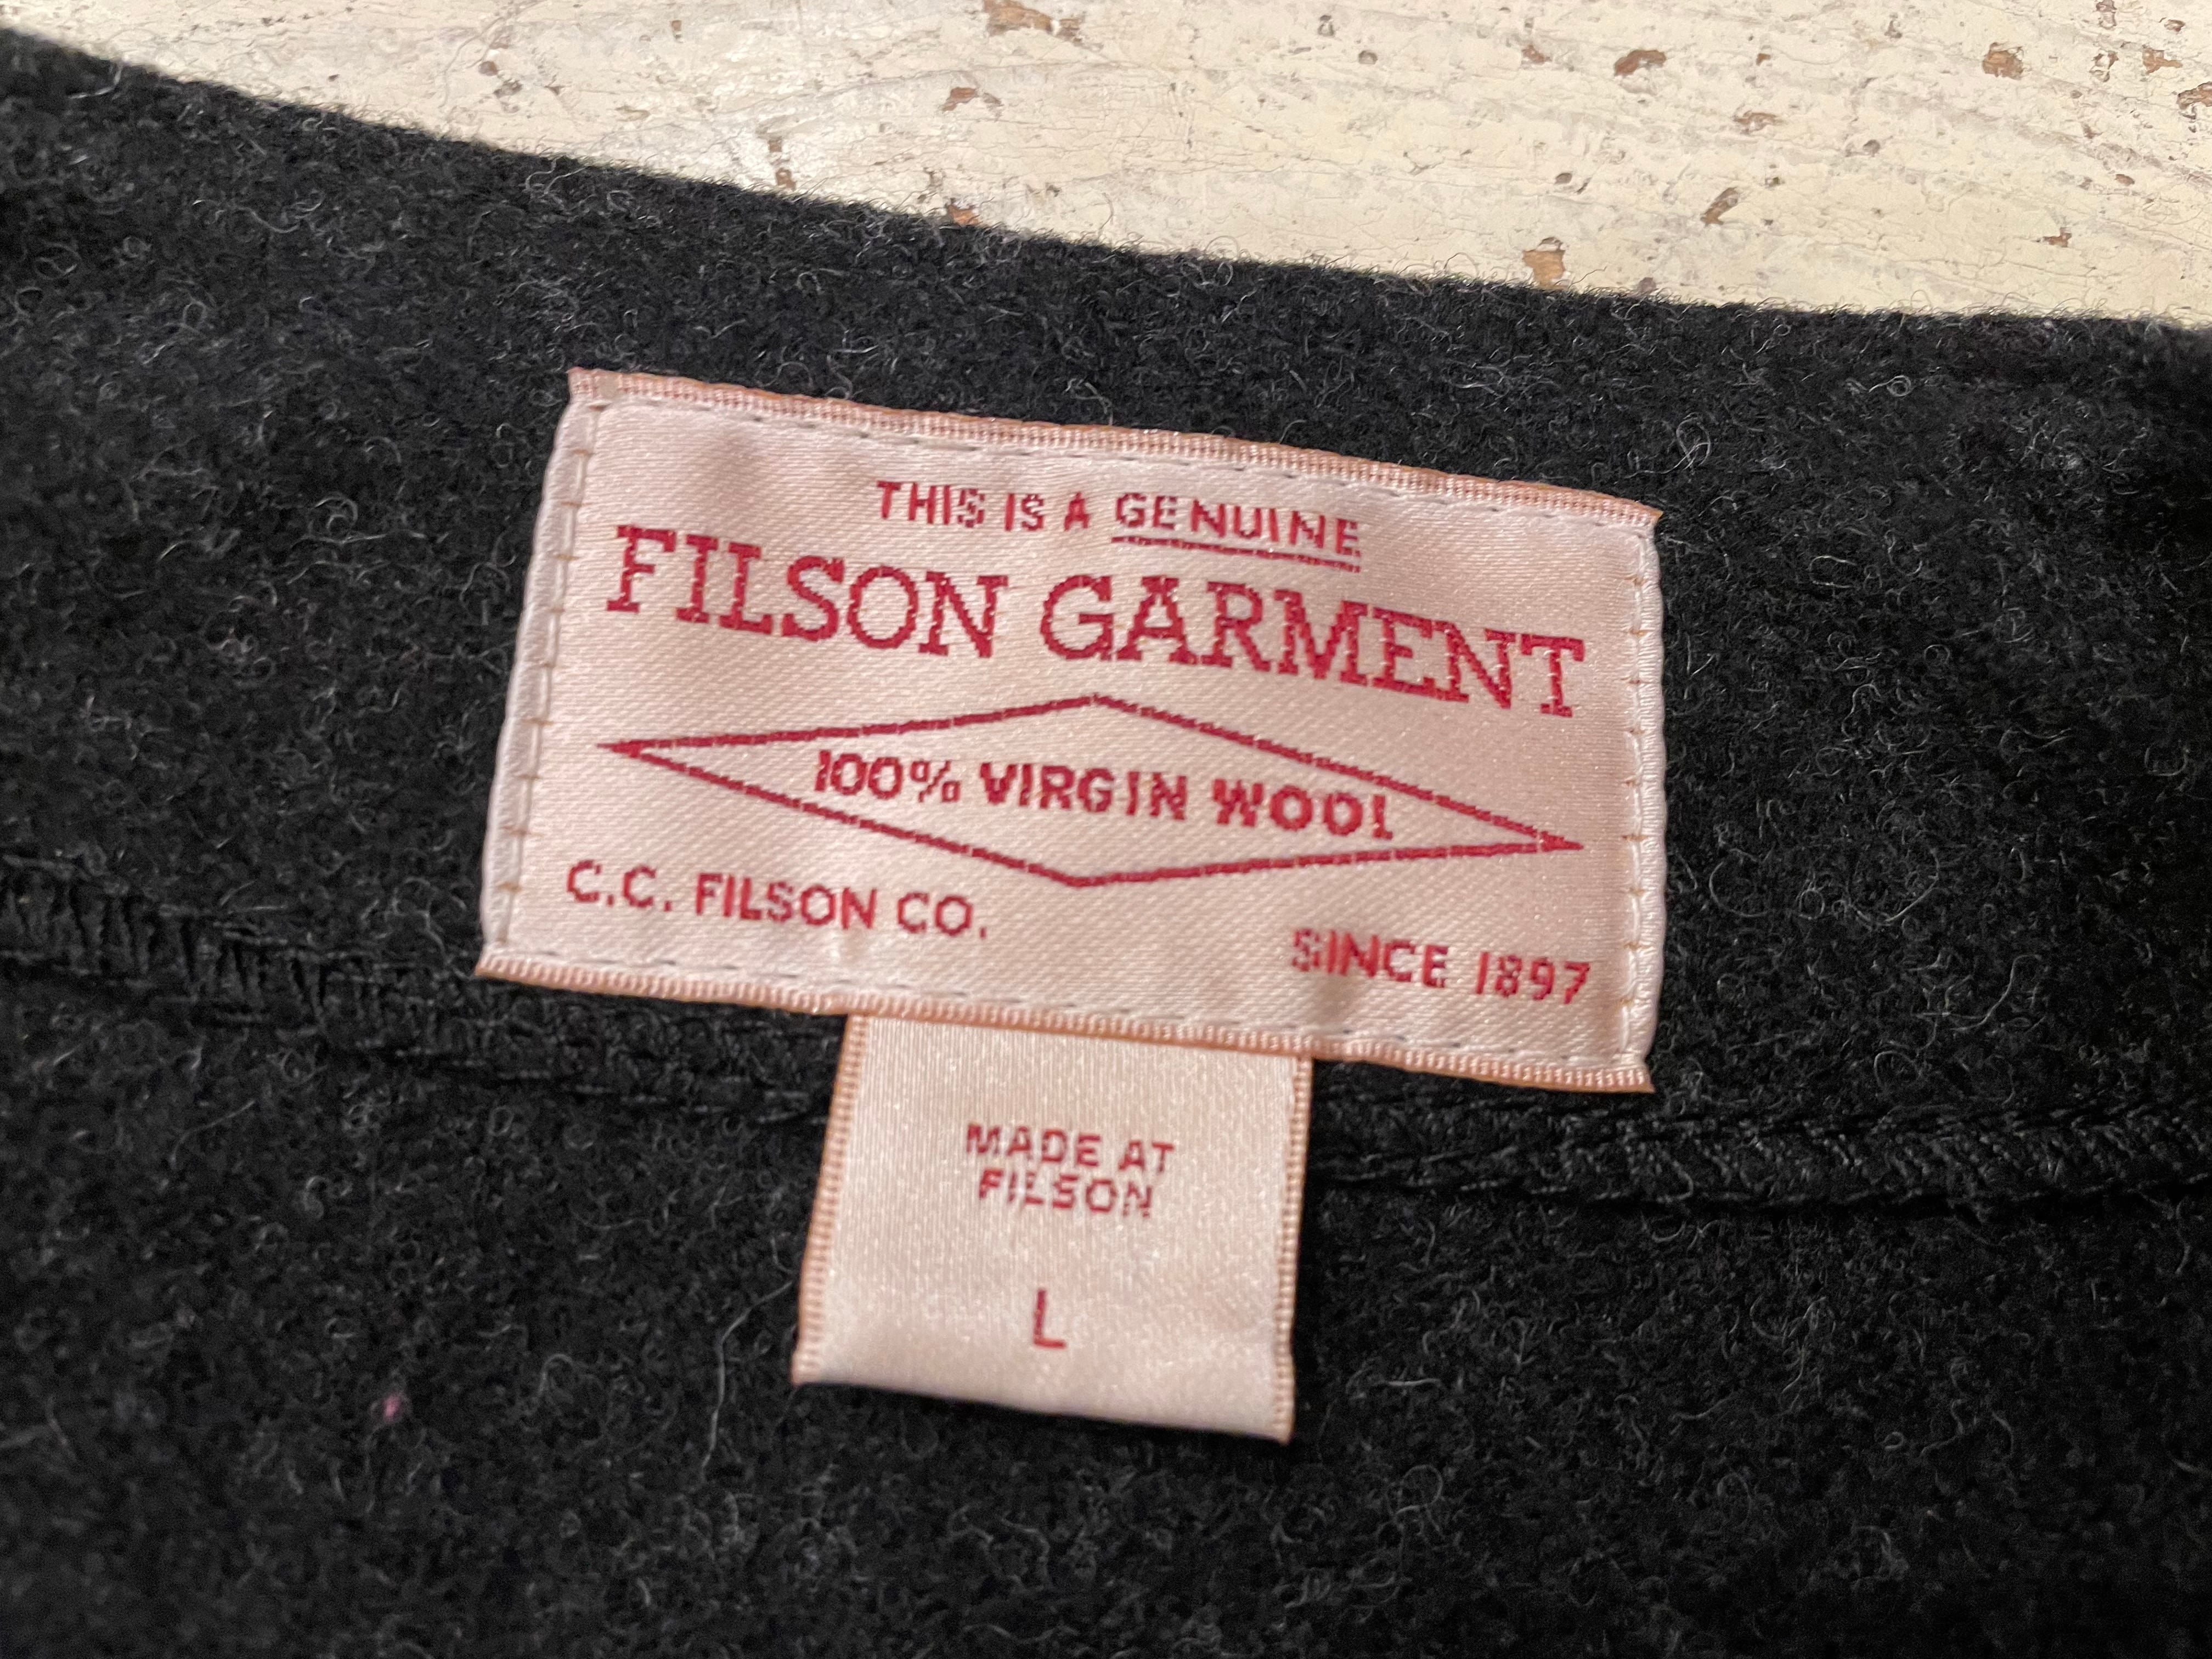 THIS IS A GENUINE
FILSON GARMENT
100% VIRGIN WOOL
C.C. FILSON CO.
SINCE 1897
MADE AT
FILSON
L